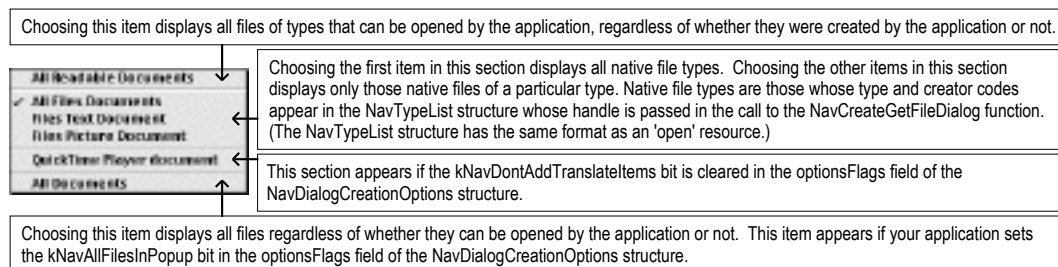 Choosing this item displays all files of types that can be opened by the application, regardless of whether they were created by the application or not.
All Readable Documents
✓ All Files Documents
Files Text Document
Files Picture Document
QuickTime Player document
All Documents
Choosing the first item in this section displays all native file types. Choosing the other items in this section
displays only those native files of a particular type. Native file types are those whose type and creator codes
appear in the NavTypeList structure whose handle is passed in the call to the NavCreateGetFileDialog function.
(The NavTypeList structure has the same format as an 'open' resource.)
This section appears if the kNavDontAddTranslateItems bit is cleared in the optionsFlags field of the
NavDialogCreationOptions structure.
Choosing this item displays all files regardless of whether they can be opened by the application or not. This item appears if your application sets
the kNavAllFilesInPopup bit in the optionsFlags field of the NavDialogCreationOptions structure.